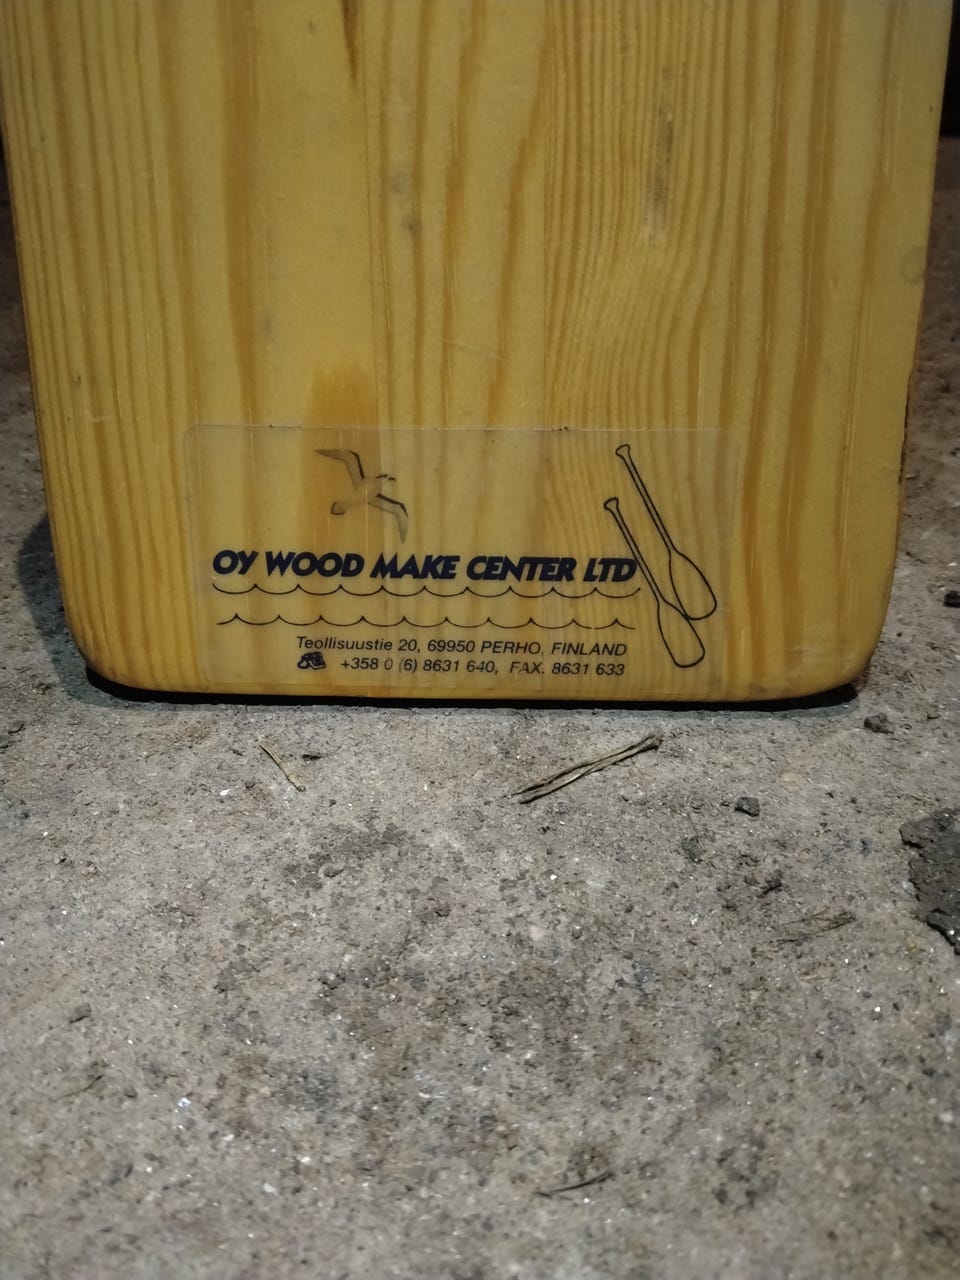 OY WOOD MAKE CENTER LTD
Teollisuustie 20, 69950 PERHO, FINLAND
+358 0 (6) 8631 640, FAX. 8631 633